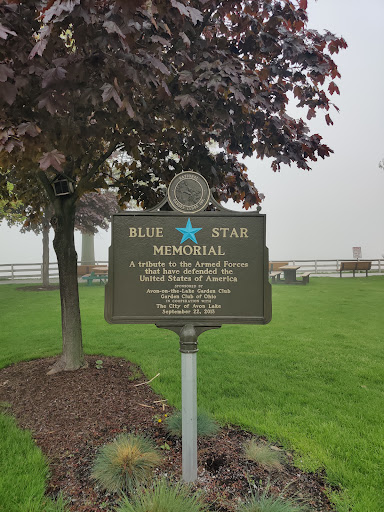 BLUE STAR
MEMORIAL
A tribute to the Armed Forces
that have defended the
United States of America
SPONSORED BY
Avon-on-the-Lake Garden Club
Garden Club of Ohio
IN COOPERATION WITH
The City of Avon Lake
September 22, 2015